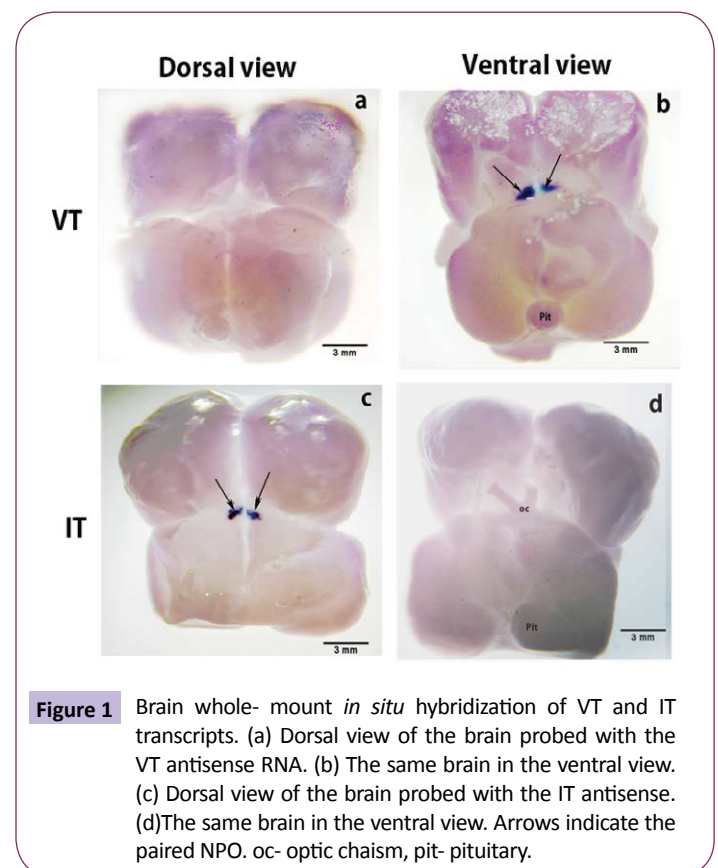 Dorsal view
Ventral view
VT
a
3 mm
b
Pit
3 mm
IT
c
3 mm
d
oc
Pit
3 mm
Figure 1 Brain whole- mount in situ hybridization of VT and IT
transcripts. (a) Dorsal view of the brain probed with the
VT antisense RNA. (b) The same brain in the ventral view.
(c) Dorsal view of the brain probed with the IT antisense.
(d)The same brain in the ventral view. Arrows indicate the
paired NPO. oc- optic chaism, pit- pituitary.